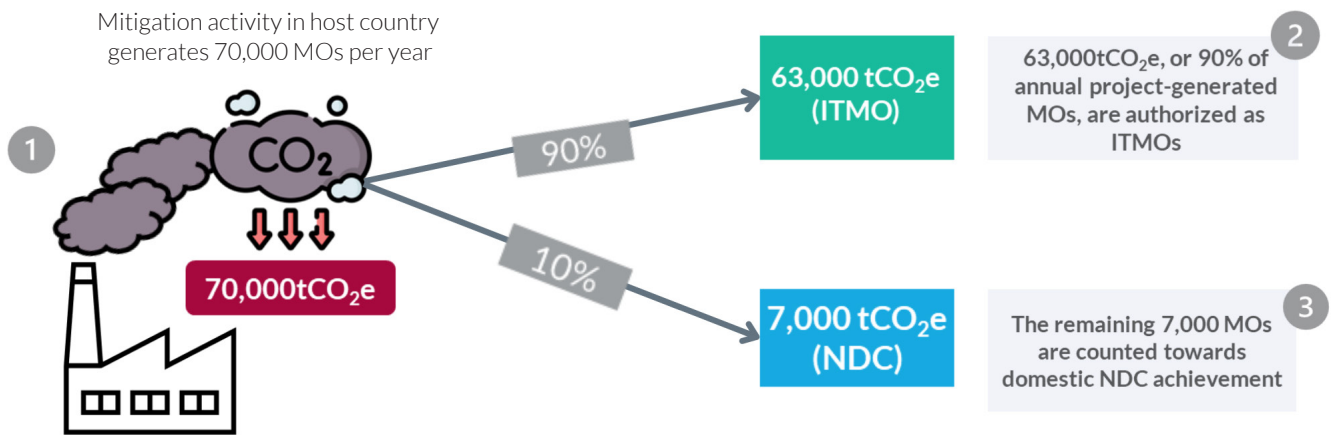 Mitigation activity in host country
generates 70,000 MOs per year
1
CO₂
70,000tCO₂e
90%
10%
63,000 tCO₂e
(ITMO)
2
63,000tCO₂e, or 90% of
annual project-generated
MOs, are authorized as
ITMOs
7,000 tCO₂e
(NDC)
3
The remaining 7,000 MOs
are counted towards
domestic NDC achievement